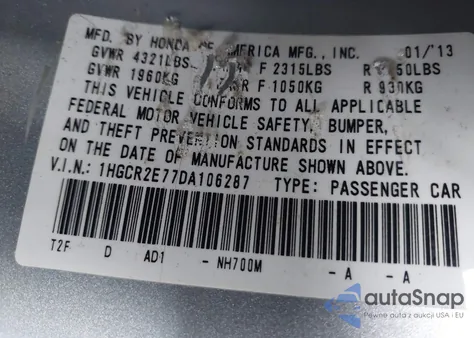 MFD. BY HONDA OF AMERICA MFG., INC. 01/'13
GVWR 4321LBS F 2315LBS R 50LBS
GVWR 1960KG R F 1050KG R 930KG
THIS VEHICLE CONFORMS TO ALL APPLICABLE
FEDERAL MOTOR VEHICLE SAFETY, BUMPER,
AND THEFT PREVENTION STANDARDS IN EFFECT
ON THE DATE OF MANUFACTURE SHOWN ABOVE.
V.I.N.: 1HGCR2E77DA106287 TYPE: PASSENGER CAR
T2F D AD1 - NH700M - A - A
autoSnap
Pewne auto z aukcji USA i EU